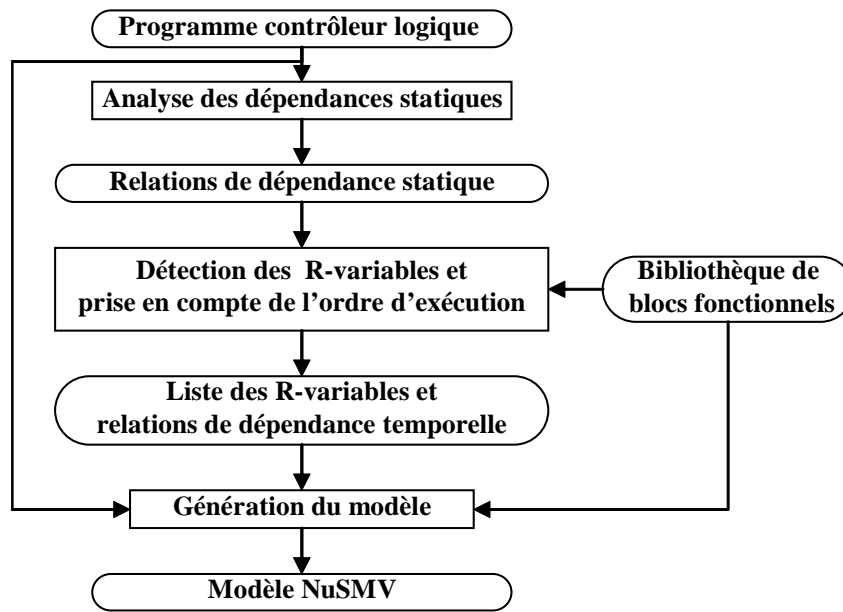 Programme contrôleur logique
Analyse des dépendances statiques
Relations de dépendance statique
Détection des R-variables et
prise en compte de l'ordre d'exécution
Bibliothèque de
blocs fonctionnels
Liste des R-variables et
relations de dépendance temporelle
Génération du modèle
Modèle NuSMV